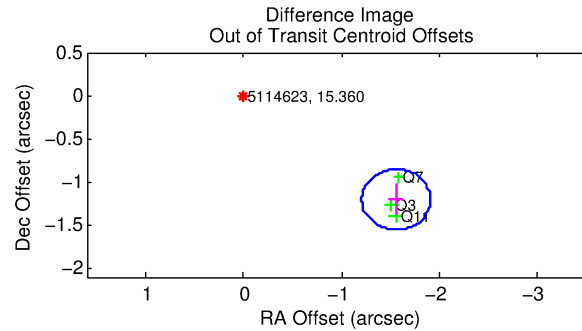 Difference Image
Out of Transit Centroid Offsets
0.5
0
−0.5
−1
−1.5
−2
Dec Offset (arcsec)
5114623, 15.360
Q7
Q3
Q11
1
0
−1
−2
−3
RA Offset (arcsec)